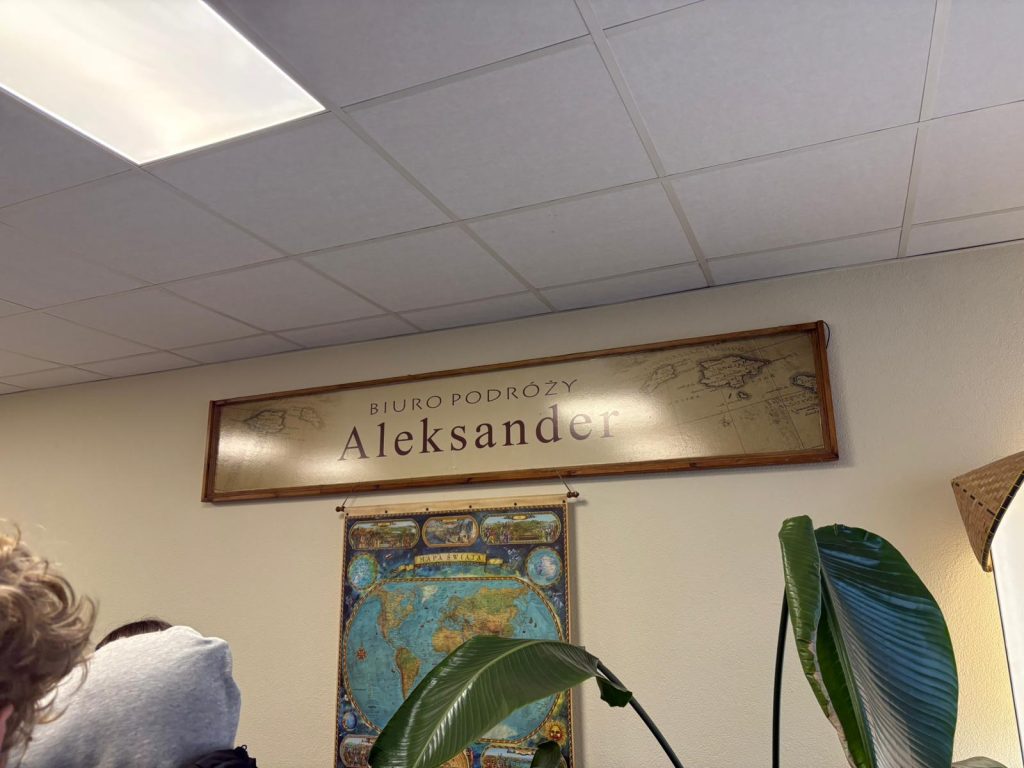 BIURO PODRÓŻY
Aleksander
MAPA ŚWIATA